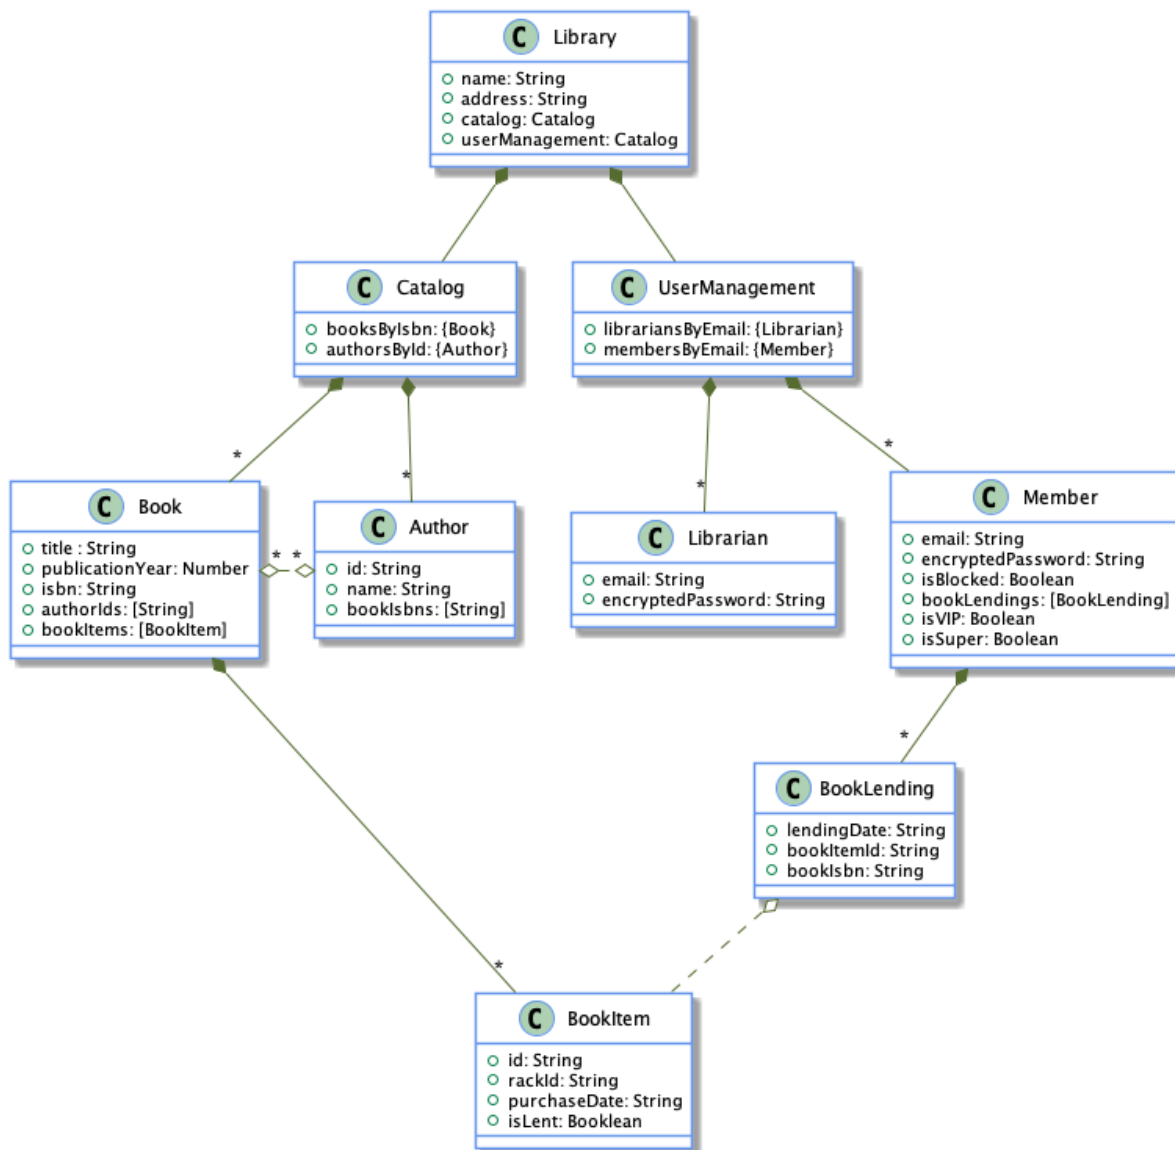 C Library
name: String
address: String
catalog: Catalog
userManagement: Catalog
C Catalog
booksByIsbn: {Book}
authorsById: {Author}
C UserManagement
librariansByEmail: {Librarian}
membersByEmail: {Member}
*
*
*
*
C Book
title : String
publicationYear: Number
isbn: String
authorIds: [String]
bookItems: [BookItem]
* *
C Author
id: String
name: String
bookIsbns: [String]
C Librarian
email: String
encryptedPassword: String
C Member
email: String
encryptedPassword: String
isBlocked: Boolean
bookLendings: [BookLending]
isVIP: Boolean
isSuper: Boolean
*
C BookLending
lendingDate: String
bookItemId: String
bookIsbn: String
*
C BookItem
id: String
rackId: String
purchaseDate: String
isLent: Booklean